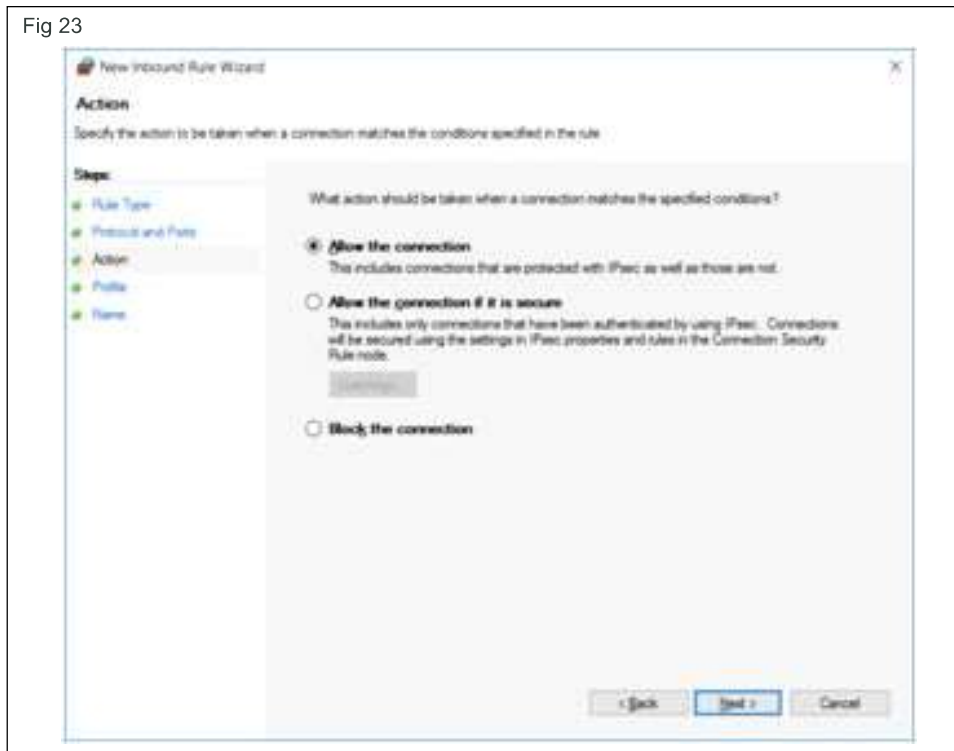 Fig 23
New Inbound Rule Wizard
Action
Specify the action to be taken when a connection matches the conditions specified in the rule
Steps:
Rule Type
Protocol and Ports
Action
Profile
Name
What action should be taken when a connection matches the specified conditions?
Allow the connection
This includes connections that are protected with IPsec as well as those are not.
Allow the connection if it is secure
This includes only connections that have been authenticated by using IPsec. Connections
will be secured using the settings in IPsec properties and rules in the Connection Security
Rule node.
Block the connection
< Back
Next >
Cancel